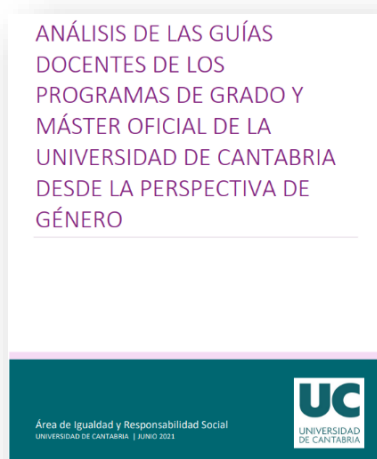 ANÁLISIS DE LAS GUÍAS
DOCENTES DE LOS
PROGRAMAS DE GRADO Y
MÁSTER OFICIAL DE LA
UNIVERSIDAD DE CANTABRIA
DESDE LA PERSPECTIVA DE
GÉNERO
Área de Igualdad y Responsabilidad Social
UNIVERSIDAD DE CANTABRIA | JUNIO 2021
UC
UNIVERSIDAD
DE CANTABRIA